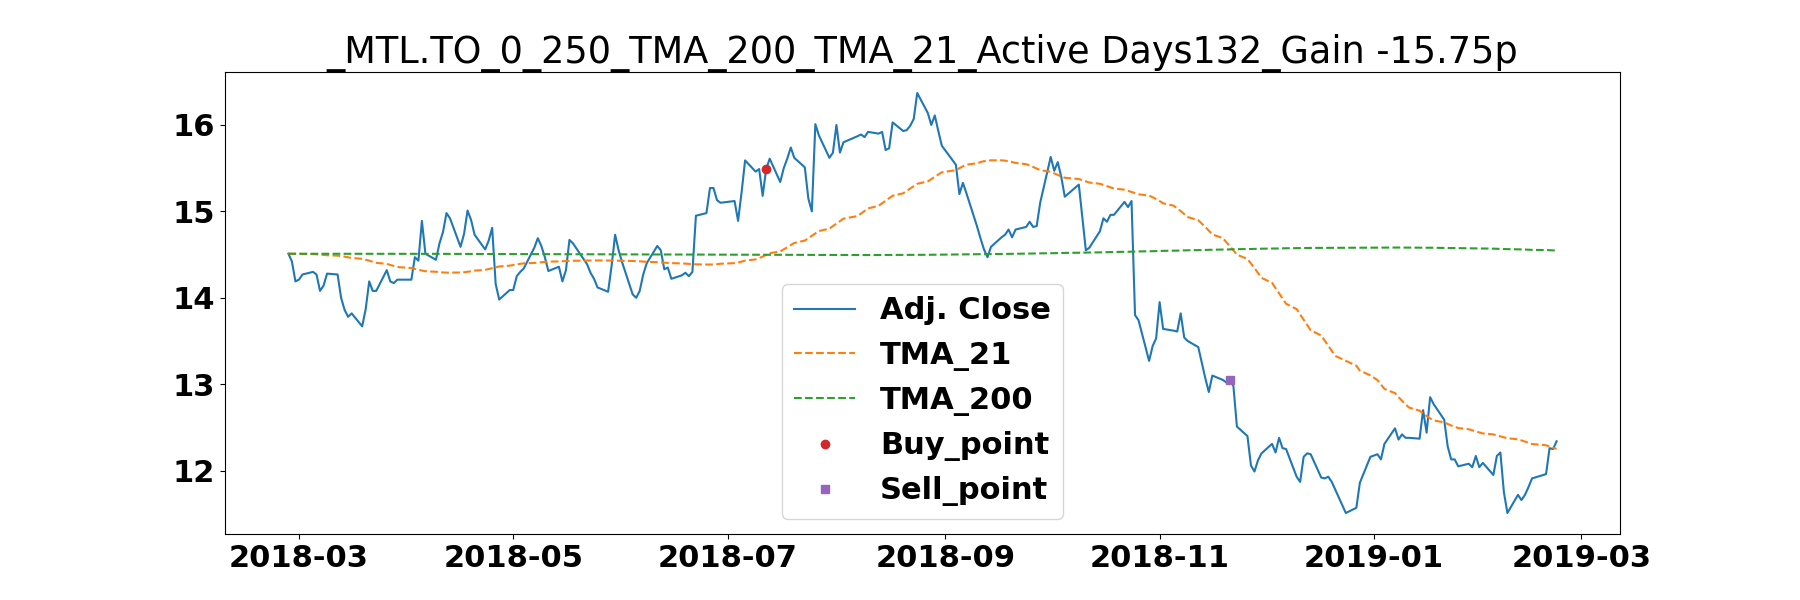 _MTL.TO_0_250_TMA_200_TMA_21_Active Days132_Gain -15.75p
16
15
14
13
12
Adj. Close
TMA_21
TMA_200
Buy_point
Sell_point
2018-03 2018-05 2018-07 2018-09 2018-11 2019-01 2019-03